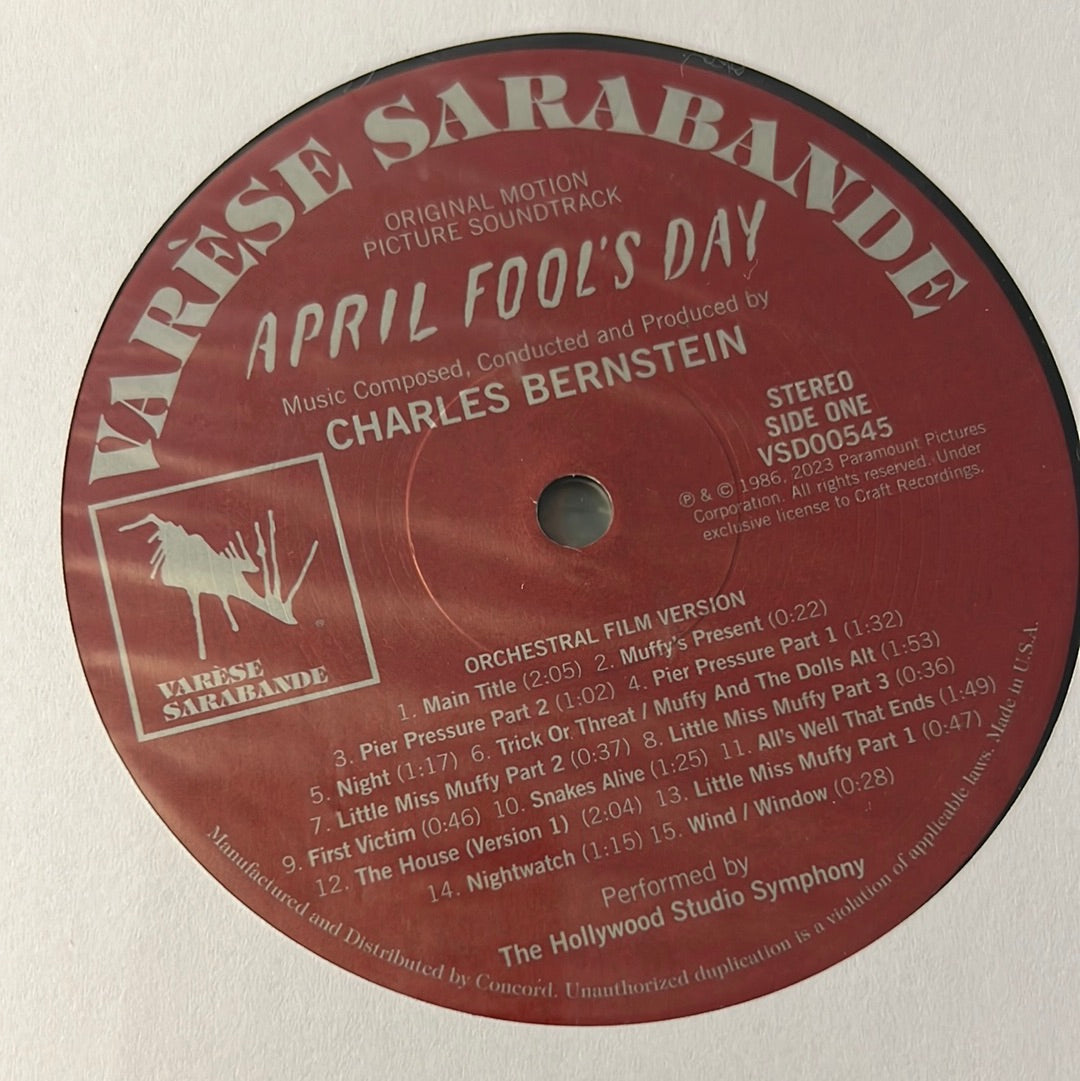 VARÈSE SARABANDE
ORIGINAL MOTION
PICTURE SOUNDTRACK
APRIL FOOL'S DAY
Music Composed, Conducted and Produced by
CHARLES BERNSTEIN
STEREO
SIDE ONE
VSD00545
℗ & © 1986, 2023 Paramount Pictures
Corporation. All rights reserved. Under
exclusive license to Craft Recordings.
®
VARÈSE
SARABANDE
ORCHESTRAL FILM VERSION
1. Main Title (2:05) 2. Muffy's Present (0:22)
3. Pier Pressure Part 2 (1:02) 4. Pier Pressure Part 1 (1:32)
5. Night (1:17) 6. Trick Or Threat / Muffy And The Dolls Alt (1:53)
7. Little Miss Muffy Part 2 (0:37) 8. Little Miss Muffy Part 3 (0:36)
9. First Victim (0:46) 10. Snakes Alive (1:25) 11. All's Well That Ends (1:49)
12. The House (Version 1) (2:04) 13. Little Miss Muffy Part 1 (0:47)
14. Nightwatch (1:15) 15. Wind / Window (0:28)
Performed by
The Hollywood Studio Symphony
Manufactured and Distributed by Concord. Unauthorized duplication is a violation of applicable laws. Made in U.S.A.